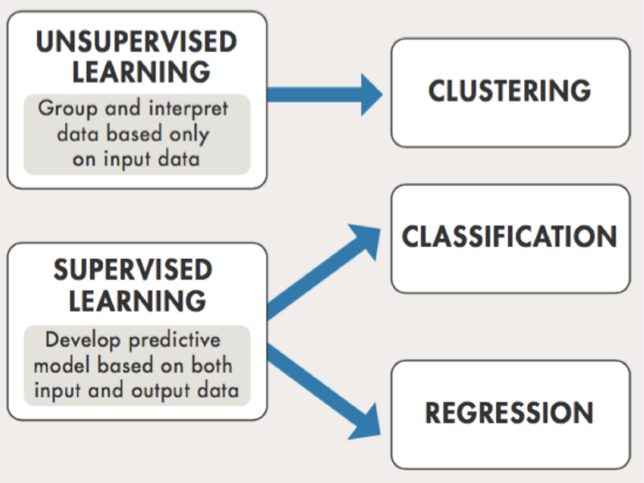 UNSUPERVISED
LEARNING
Group and interpret
data based only
on input data
CLUSTERING
SUPERVISED
LEARNING
Develop predictive
model based on both
input and output data
CLASSIFICATION
REGRESSION